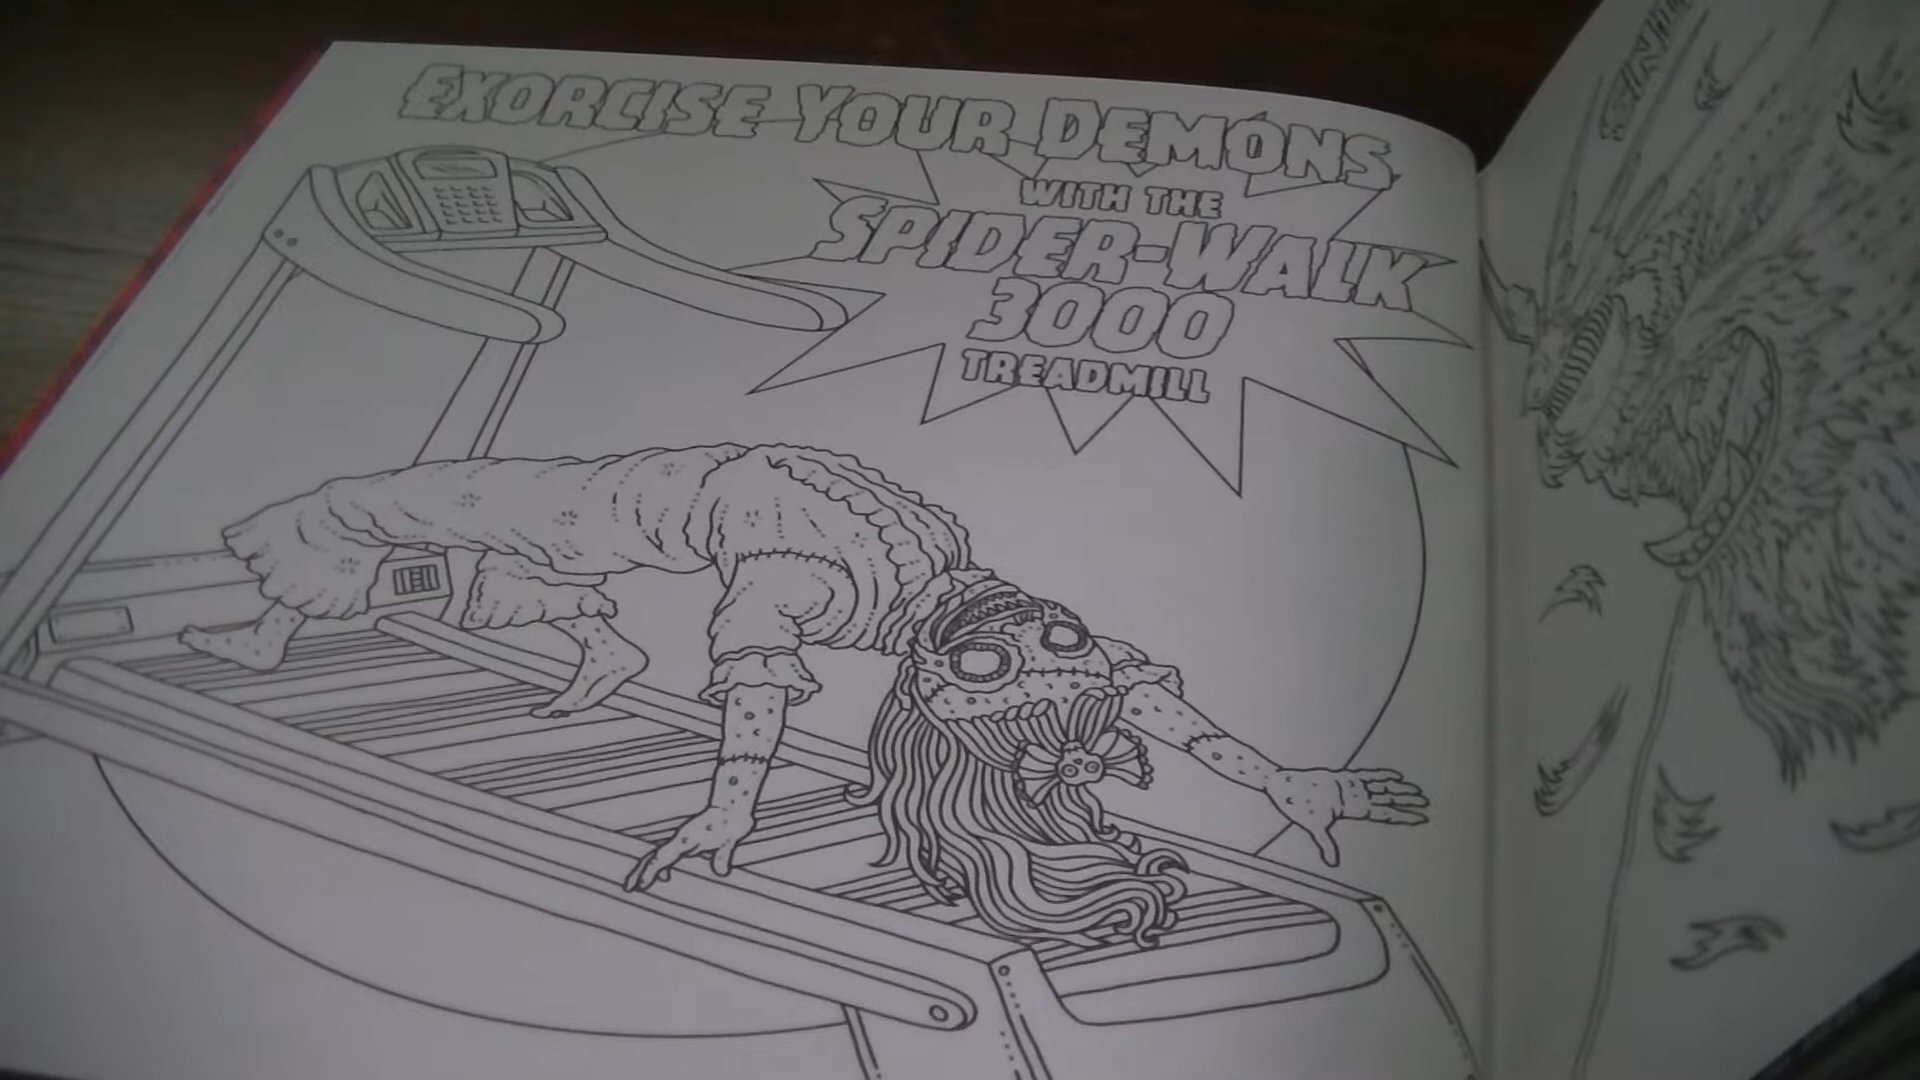 EXORCISE YOUR DEMONS
WITH THE
SPIDER-WALK
3000
TREADMILL